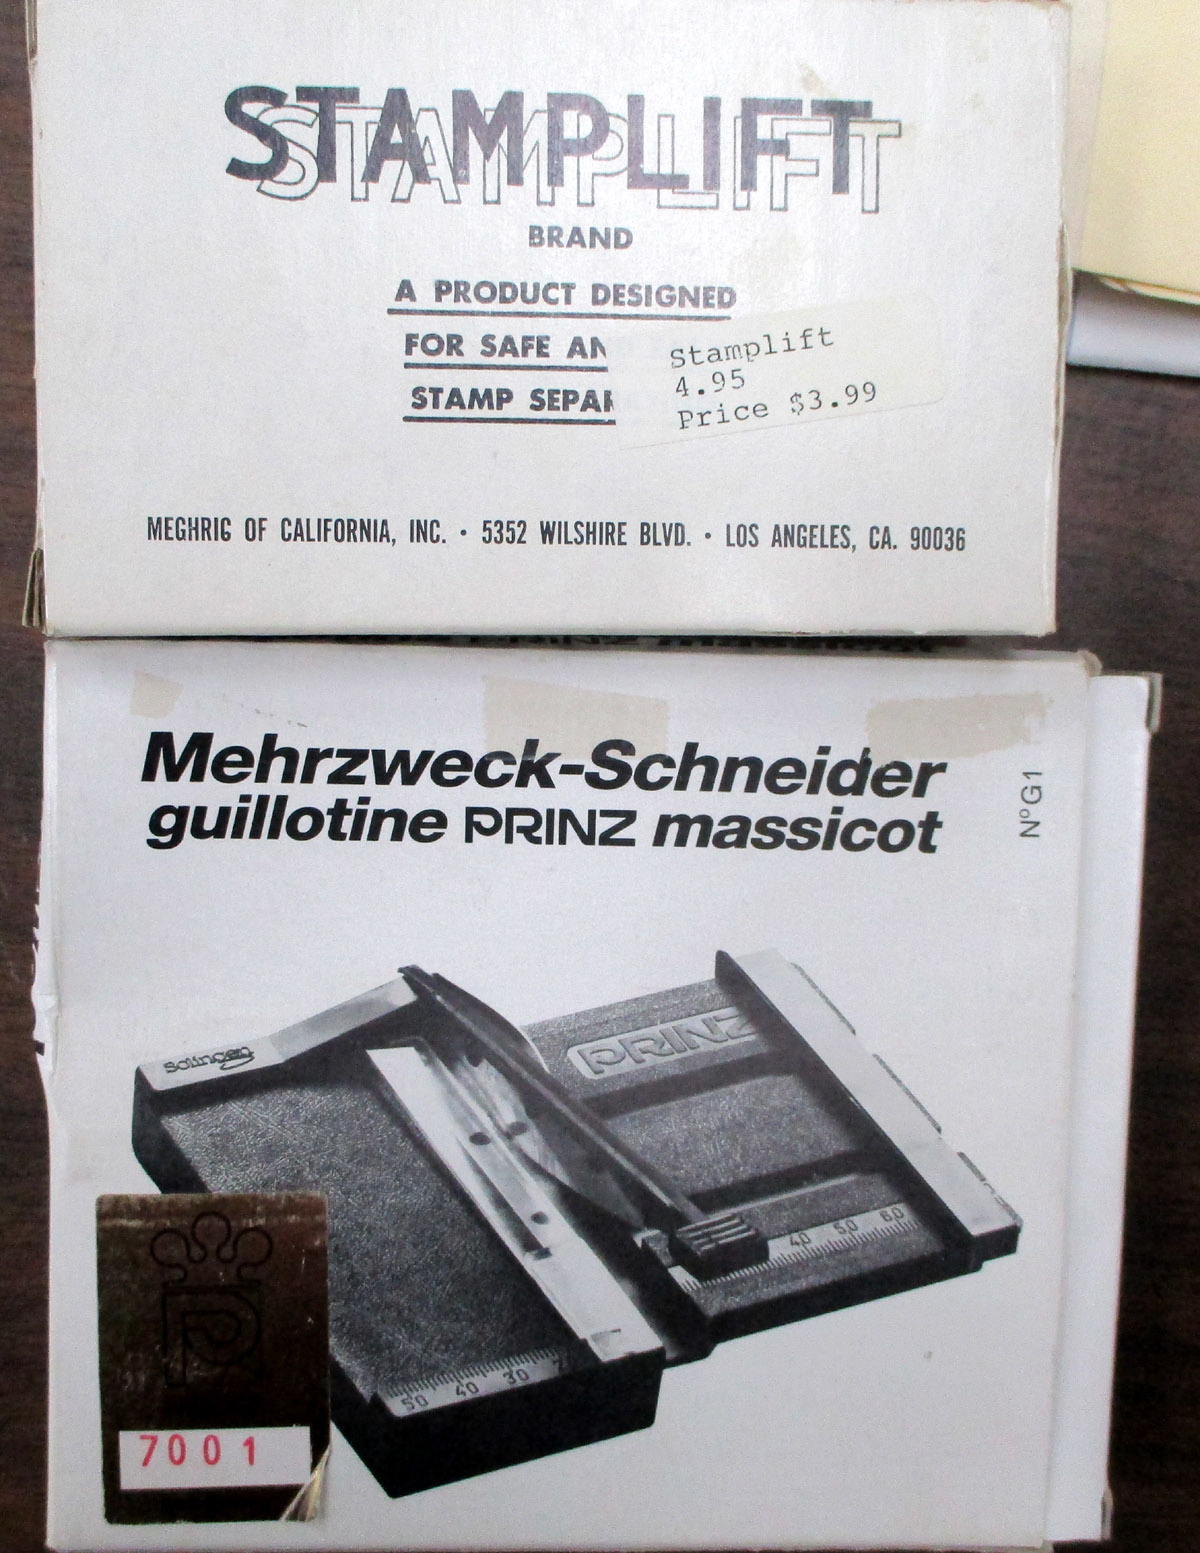 STAMPLIFT
BRAND
A PRODUCT DESIGNED
FOR SAFE AN
STAMP SEPAR
Stamplift
4.95
Price $3.99
MEGHRIG OF CALIFORNIA, INC. • 5352 WILSHIRE BLVD. • LOS ANGELES, CA. 90036
Mehrzweck-Schneider
guillotine PRINZ massicot
NºG1
Solingen
PRINZ
40 50 60
50 40 30
P
7001